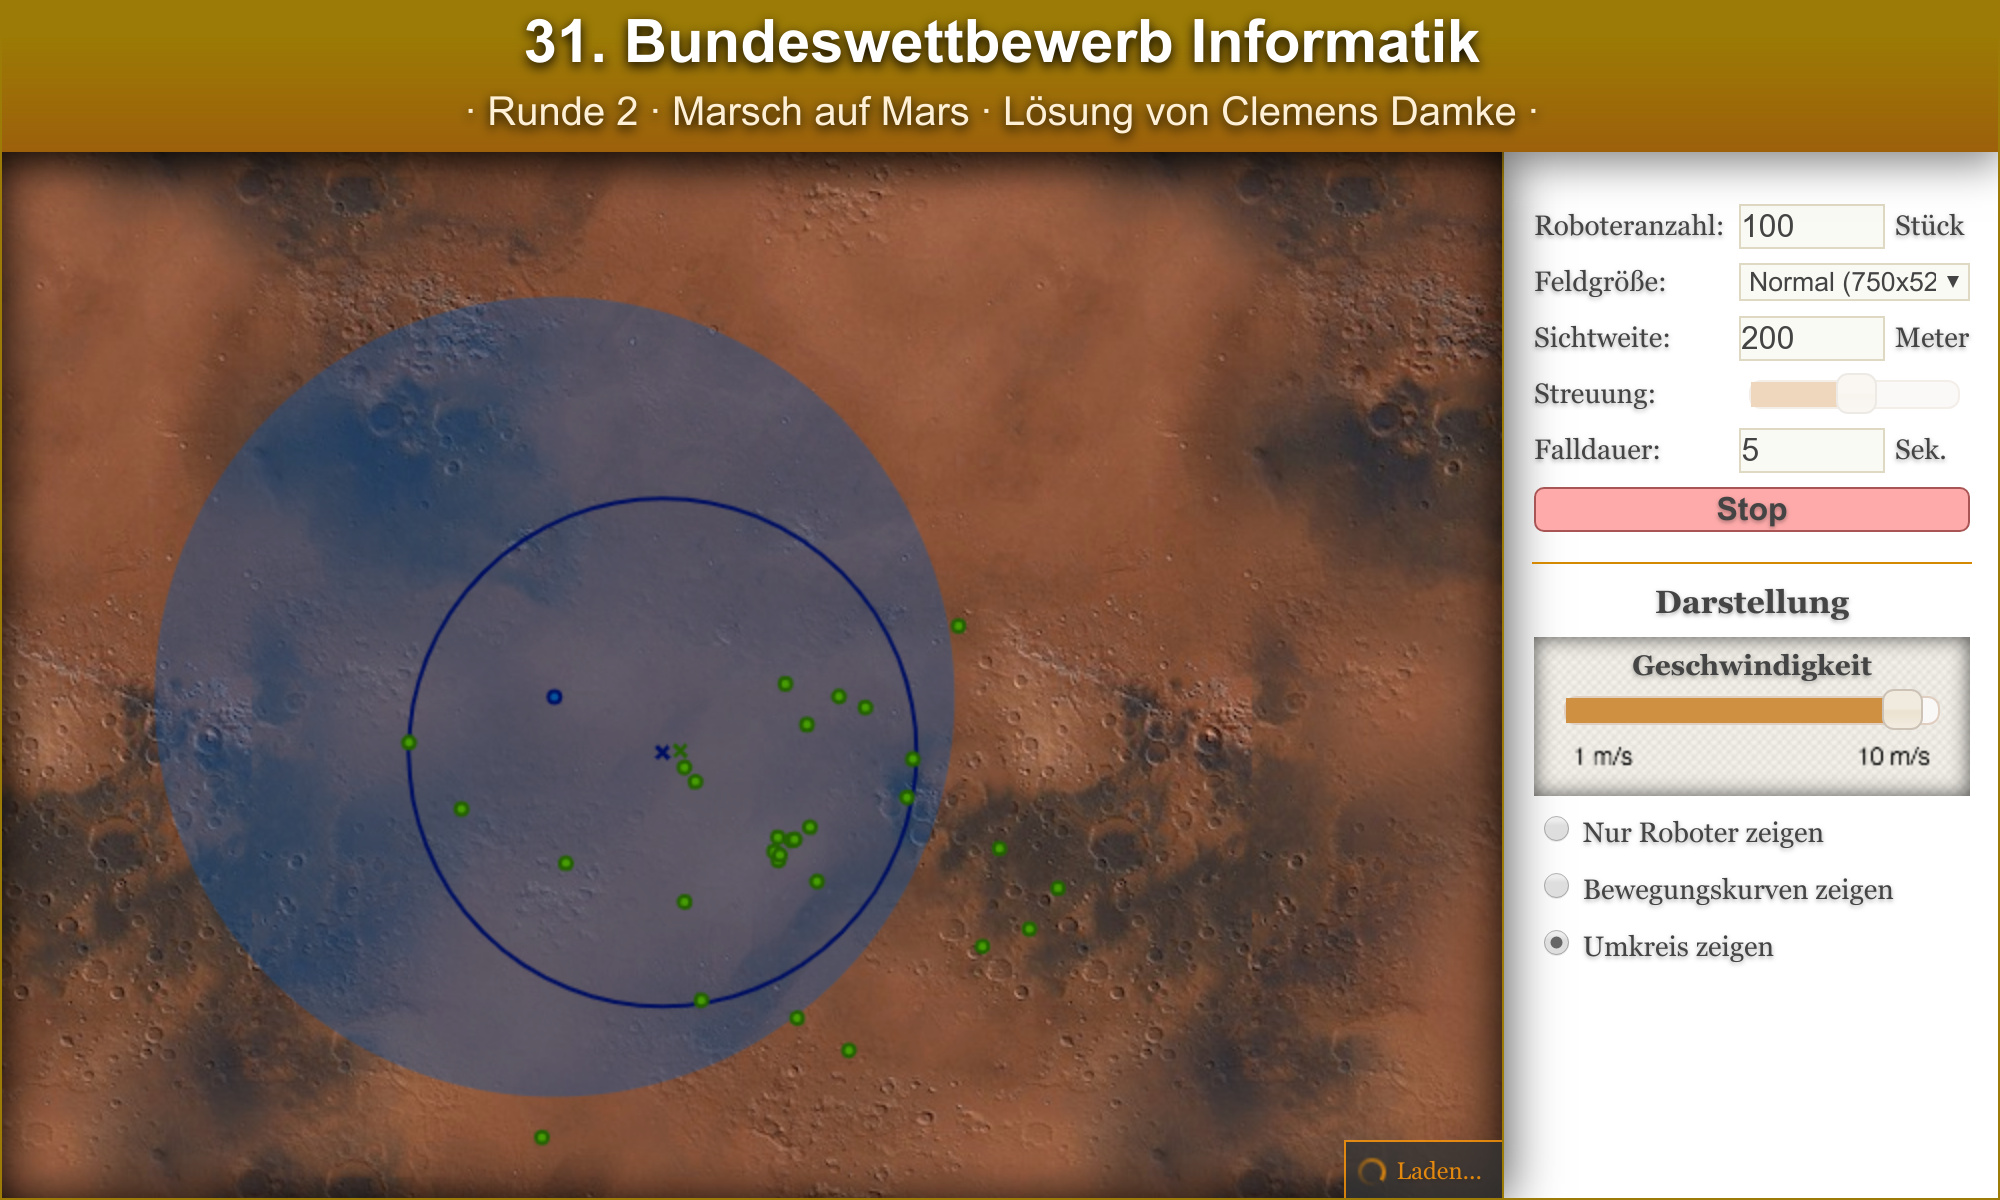 31. Bundeswettbewerb Informatik
· Runde 2 · Marsch auf Mars · Lösung von Clemens Damke ·
Roboteranzahl: 100 Stück
Feldgröße: Normal (750x52
Sichtweite: 200 Meter
Streuung:
Falldauer: 5 Sek.
Stop
Darstellung
Geschwindigkeit
1 m/s 10 m/s
Nur Roboter zeigen
Bewegungskurven zeigen
Umkreis zeigen
Laden...